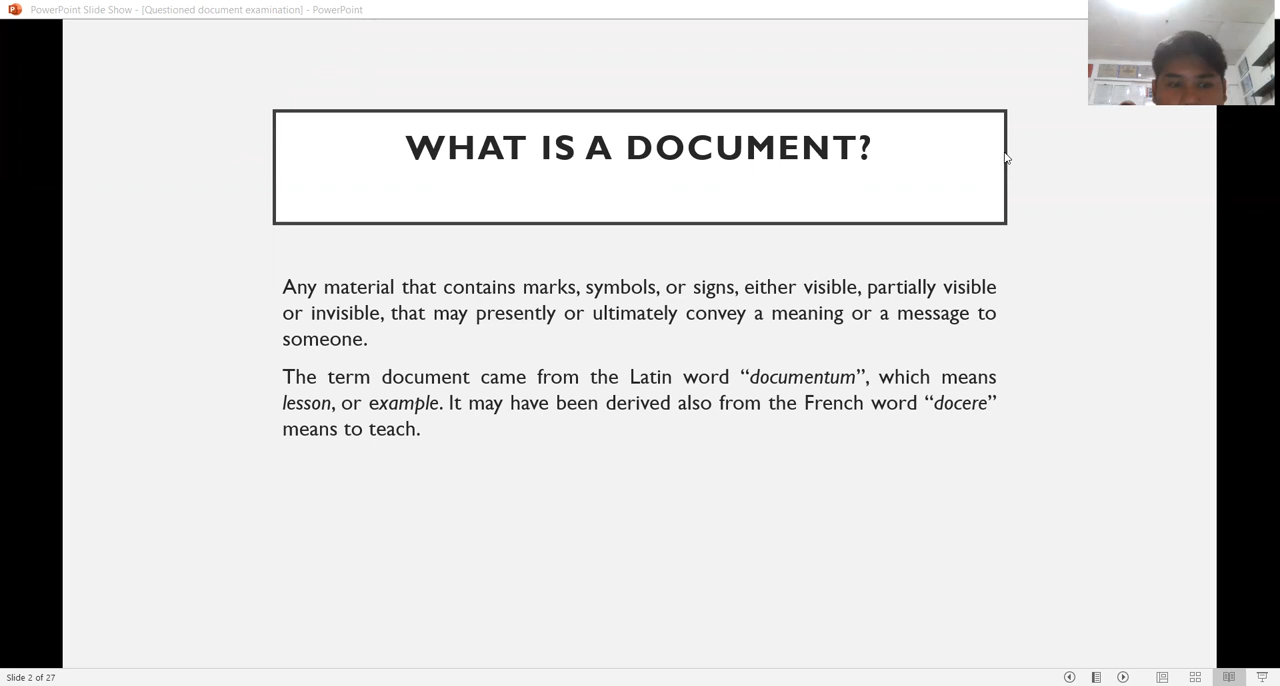 PowerPoint Slide Show - [Questioned document examination] - PowerPoint
WHAT IS A DOCUMENT?
Any material that contains marks, symbols, or signs, either visible, partially visible
or invisible, that may presently or ultimately convey a meaning or a message to
someone.
The term document came from the Latin word “documentum”, which means
lesson, or example. It may have been derived also from the French word “docere”
means to teach.
Slide 2 of 27